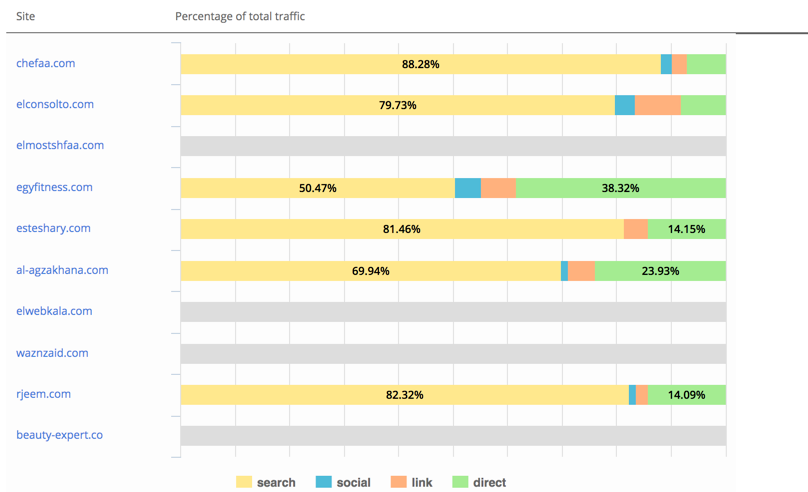 Site Percentage of total traffic
chefaa.com 88.28%
elconsolto.com 79.73%
elmostshfaa.com
egyfitness.com 50.47% 38.32%
esteshary.com 81.46% 14.15%
al-agzakhana.com 69.94% 23.93%
elwebkala.com
waznzaid.com
rjeem.com 82.32% 14.09%
beauty-expert.co
search social link direct